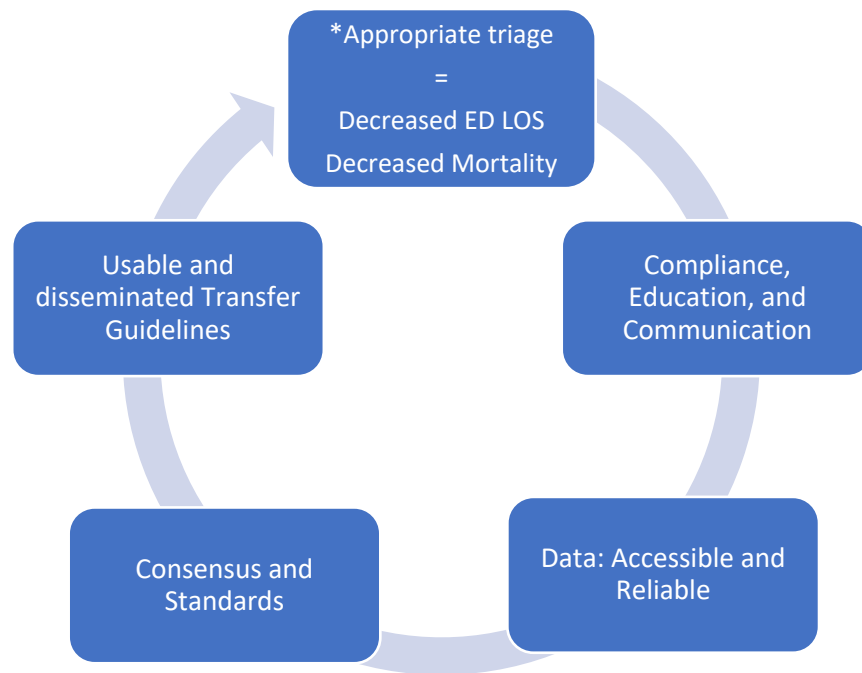 *Appropriate triage
=
Decreased ED LOS
Decreased Mortality
Compliance,
Education, and
Communication
Data: Accessible and
Reliable
Consensus and
Standards
Usable and
disseminated Transfer
Guidelines